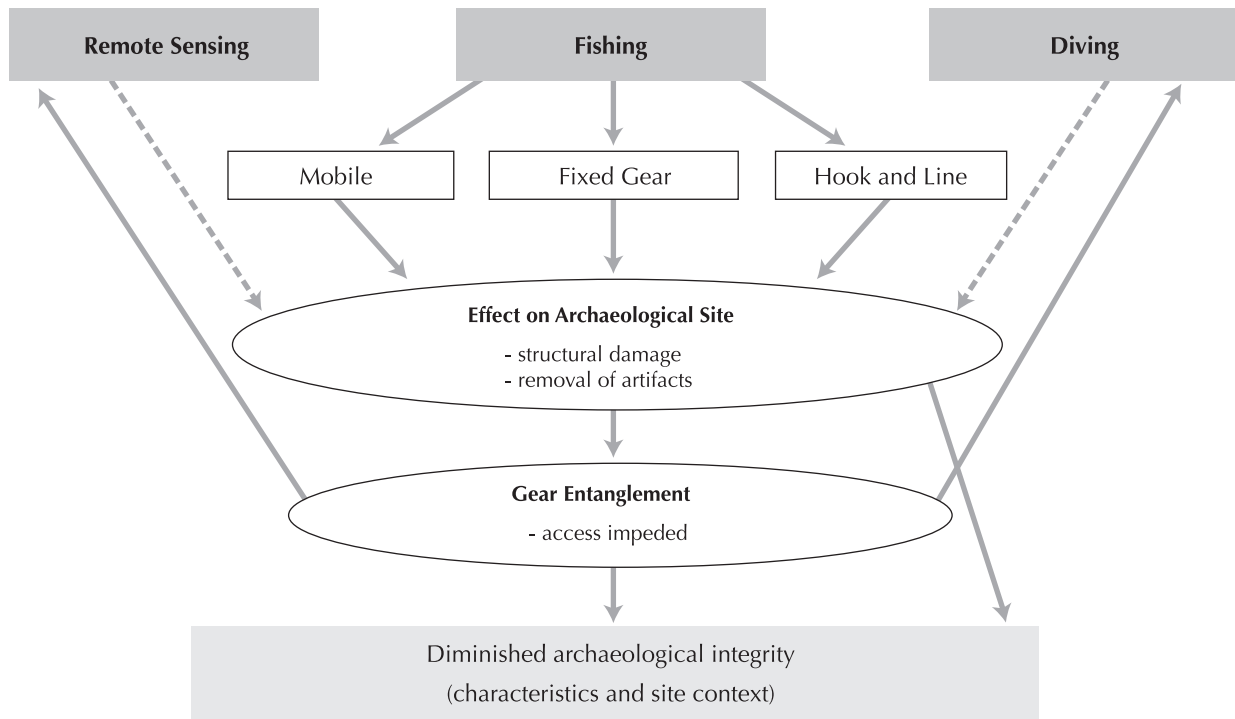 Remote Sensing
Fishing
Diving
Mobile
Fixed Gear
Hook and Line
Effect on Archaeological Site
- structural damage
- removal of artifacts
Gear Entanglement
- access impeded
Diminished archaeological integrity
(characteristics and site context)